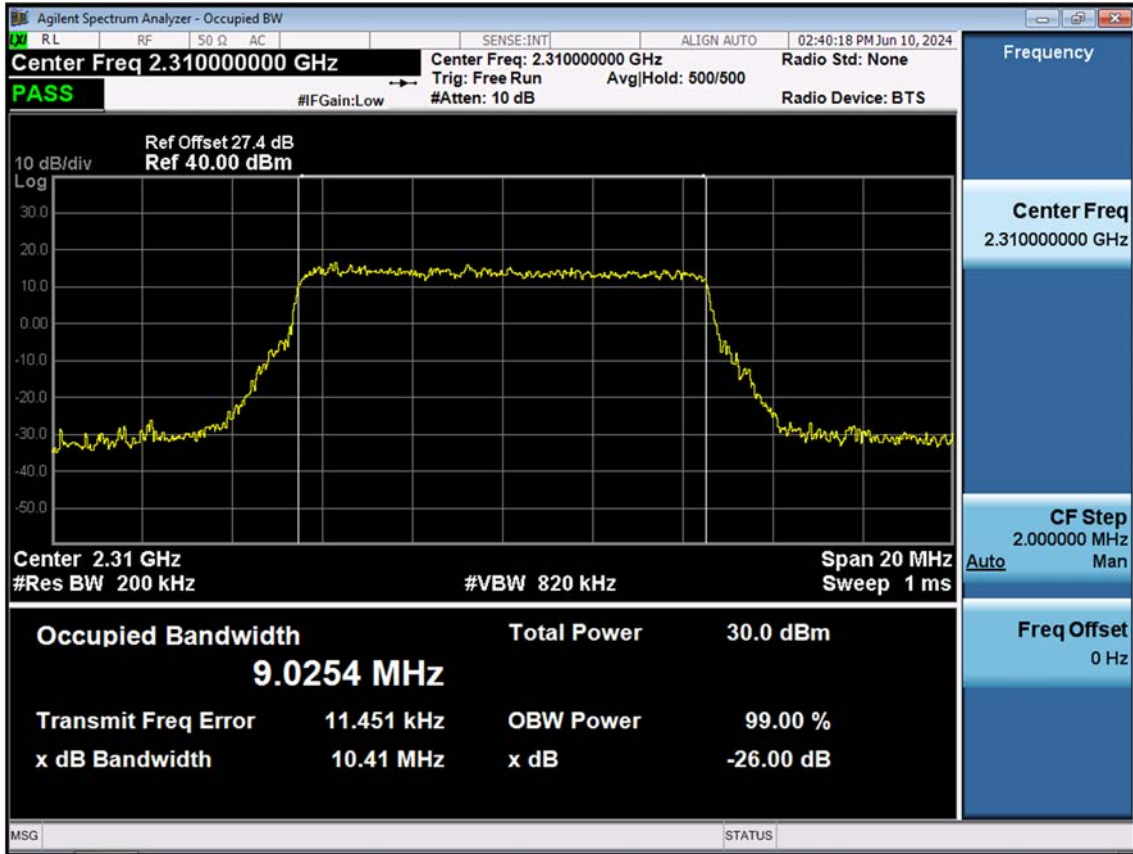 Agilent Spectrum Analyzer - Occupied BW
LXI RL RF 50 Ω AC SENSE:INT ALIGN AUTO 02:40:18 PM Jun 10, 2024
Center Freq 2.310000000 GHz Center Freq: 2.310000000 GHz Radio Std: None
Trig: Free Run Avg|Hold: 500/500
PASS #IFGain:Low #Atten: 10 dB Radio Device: BTS
Ref Offset 27.4 dB
10 dB/div Ref 40.00 dBm
Log
30.0
20.0
10.0
0.00
-10.0
-20.0
-30.0
-40.0
-50.0
Center 2.31 GHz Span 20 MHz
#Res BW 200 kHz #VBW 820 kHz Sweep 1 ms
Occupied Bandwidth Total Power 30.0 dBm
9.0254 MHz
Transmit Freq Error 11.451 kHz OBW Power 99.00 %
x dB Bandwidth 10.41 MHz x dB -26.00 dB
MSG STATUS
Frequency
Center Freq
2.310000000 GHz
CF Step
2.000000 MHz
Auto Man
Freq Offset
0 Hz